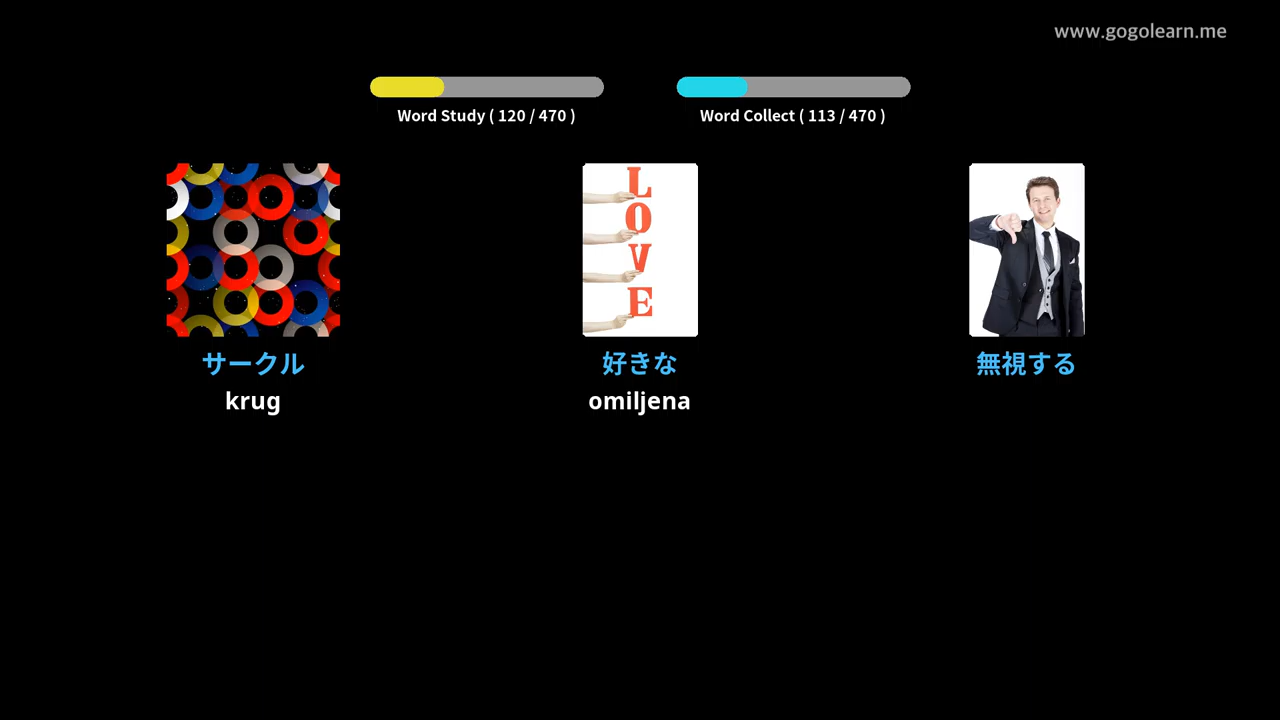 www.gogolearn.me
Word Study ( 120 / 470 )
Word Collect ( 113 / 470 )
L
O
V
E
サークル
好きな
無視する
krug
omiljena